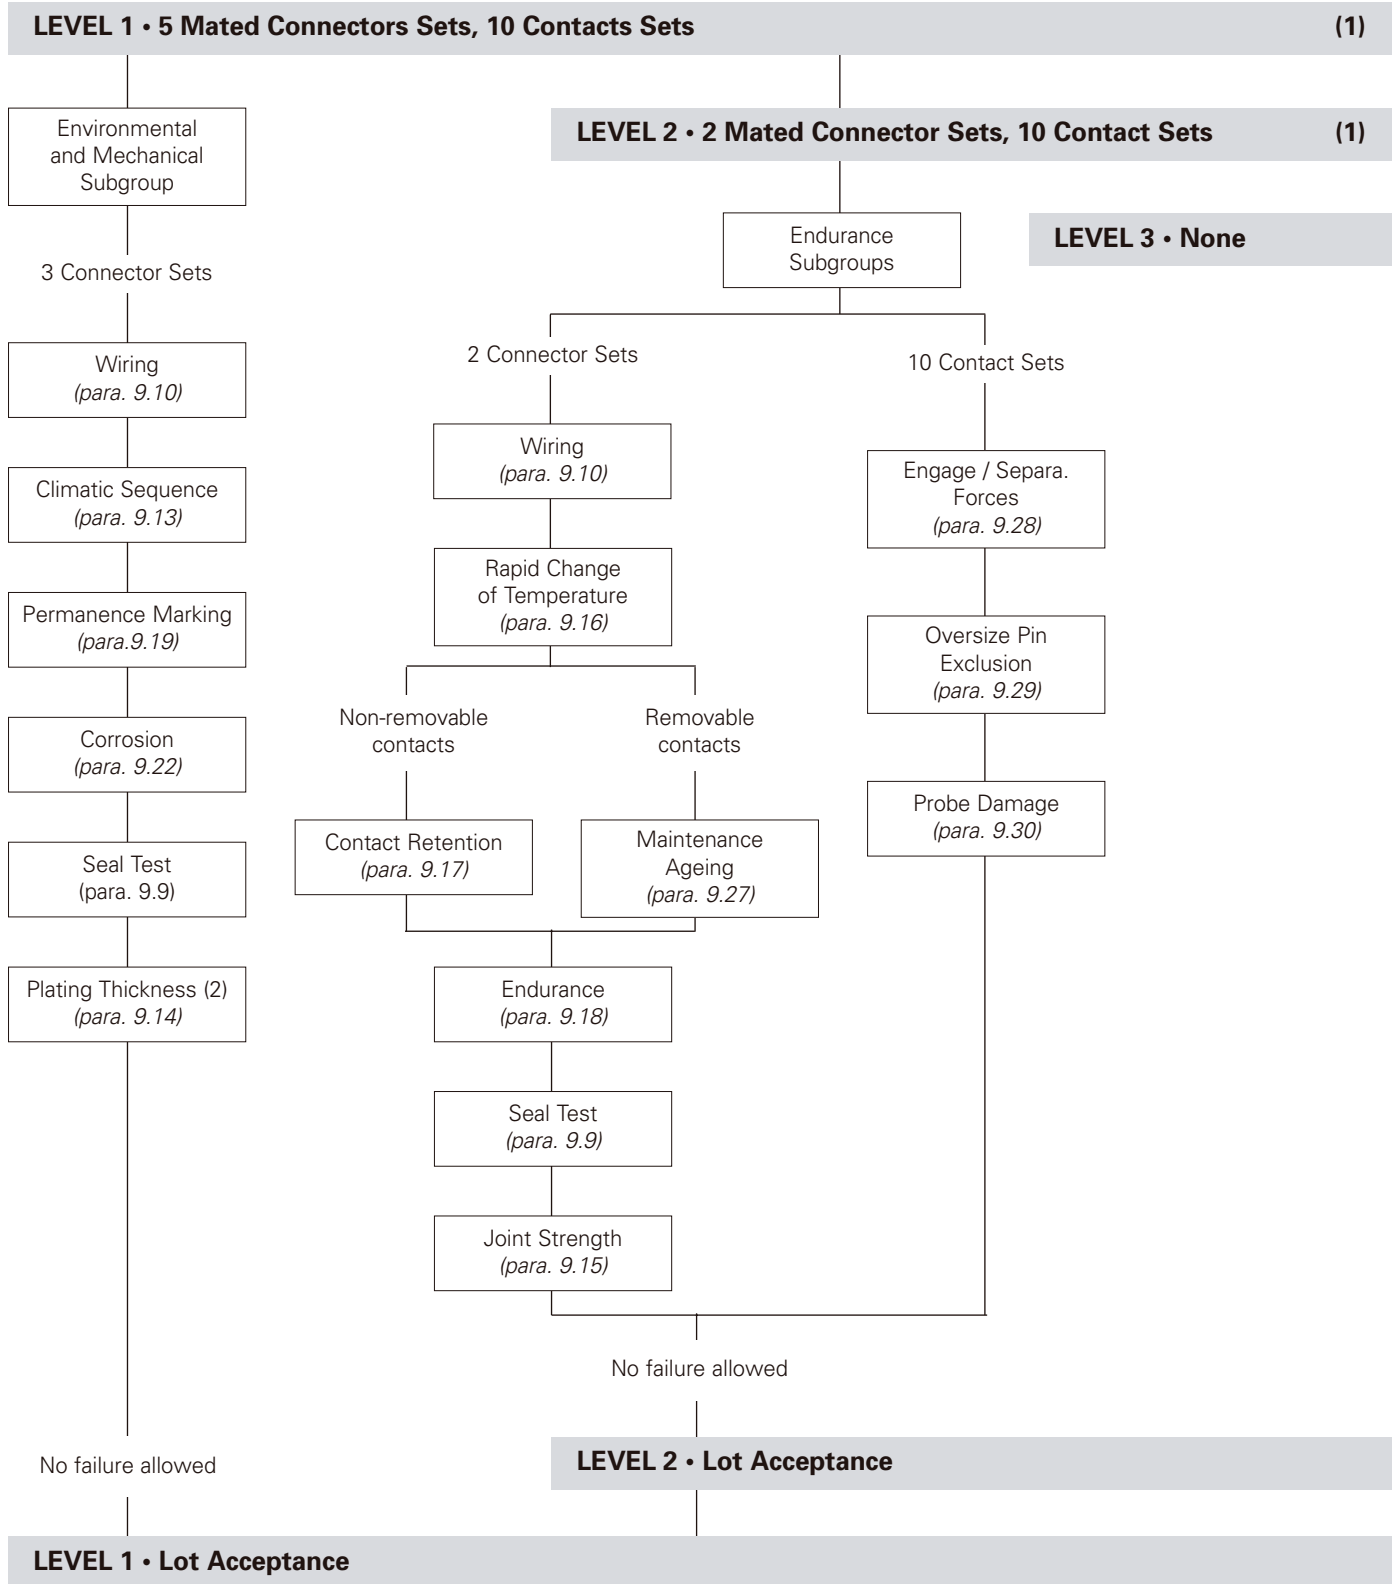 LEVEL 1 • 5 Mated Connectors Sets, 10 Contacts Sets (1)
Environmental
and Mechanical
Subgroup
LEVEL 2 • 2 Mated Connector Sets, 10 Contact Sets (1)
Endurance
Subgroups
LEVEL 3 • None
3 Connector Sets
Wiring
(para. 9.10)
Climatic Sequence
(para. 9.13)
Permanence Marking
(para.9.19)
Corrosion
(para. 9.22)
Seal Test
(para. 9.9)
Plating Thickness (2)
(para. 9.14)
2 Connector Sets
Wiring
(para. 9.10)
Rapid Change
of Temperature
(para. 9.16)
Non-removable
contacts
Removable
contacts
Contact Retention
(para. 9.17)
Maintenance
Ageing
(para. 9.27)
Endurance
(para. 9.18)
Seal Test
(para. 9.9)
Joint Strength
(para. 9.15)
10 Contact Sets
Engage / Separa.
Forces
(para. 9.28)
Oversize Pin
Exclusion
(para. 9.29)
Probe Damage
(para. 9.30)
No failure allowed
No failure allowed
LEVEL 2 • Lot Acceptance
LEVEL 1 • Lot Acceptance